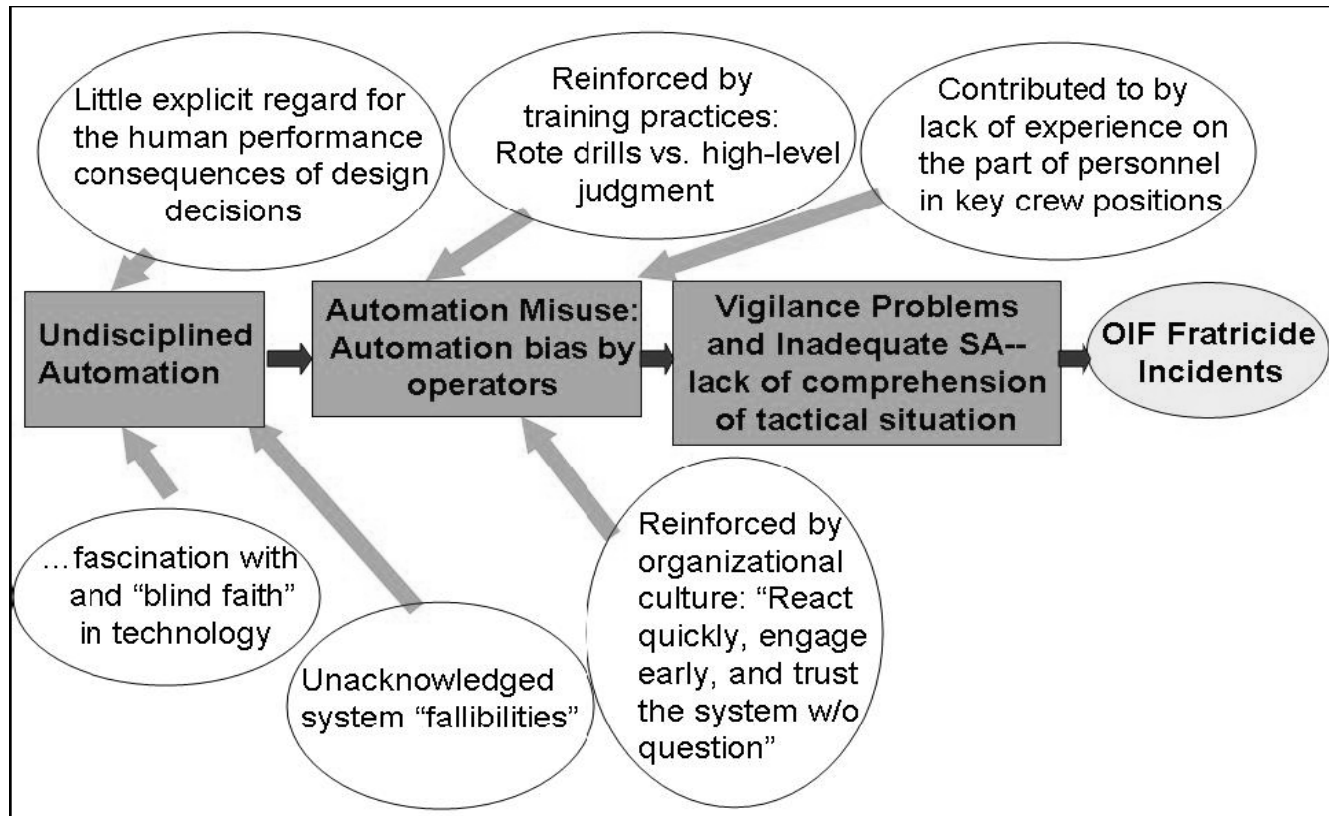 Little explicit regard for
the human performance
consequences of design
decisions
Reinforced by
training practices:
Rote drills vs. high-level
judgment
Contributed to by
lack of experience on
the part of personnel
in key crew positions
Undisciplined
Automation
Automation Misuse:
Automation bias by
operators
Vigilance Problems
and Inadequate SA--
lack of comprehension
of tactical situation
OIF Fratricide
Incidents
…fascination with
and “blind faith”
in technology
Unacknowledged
system “fallibilities”
Reinforced by
organizational
culture: “React
quickly, engage
early, and trust
the system w/o
question”